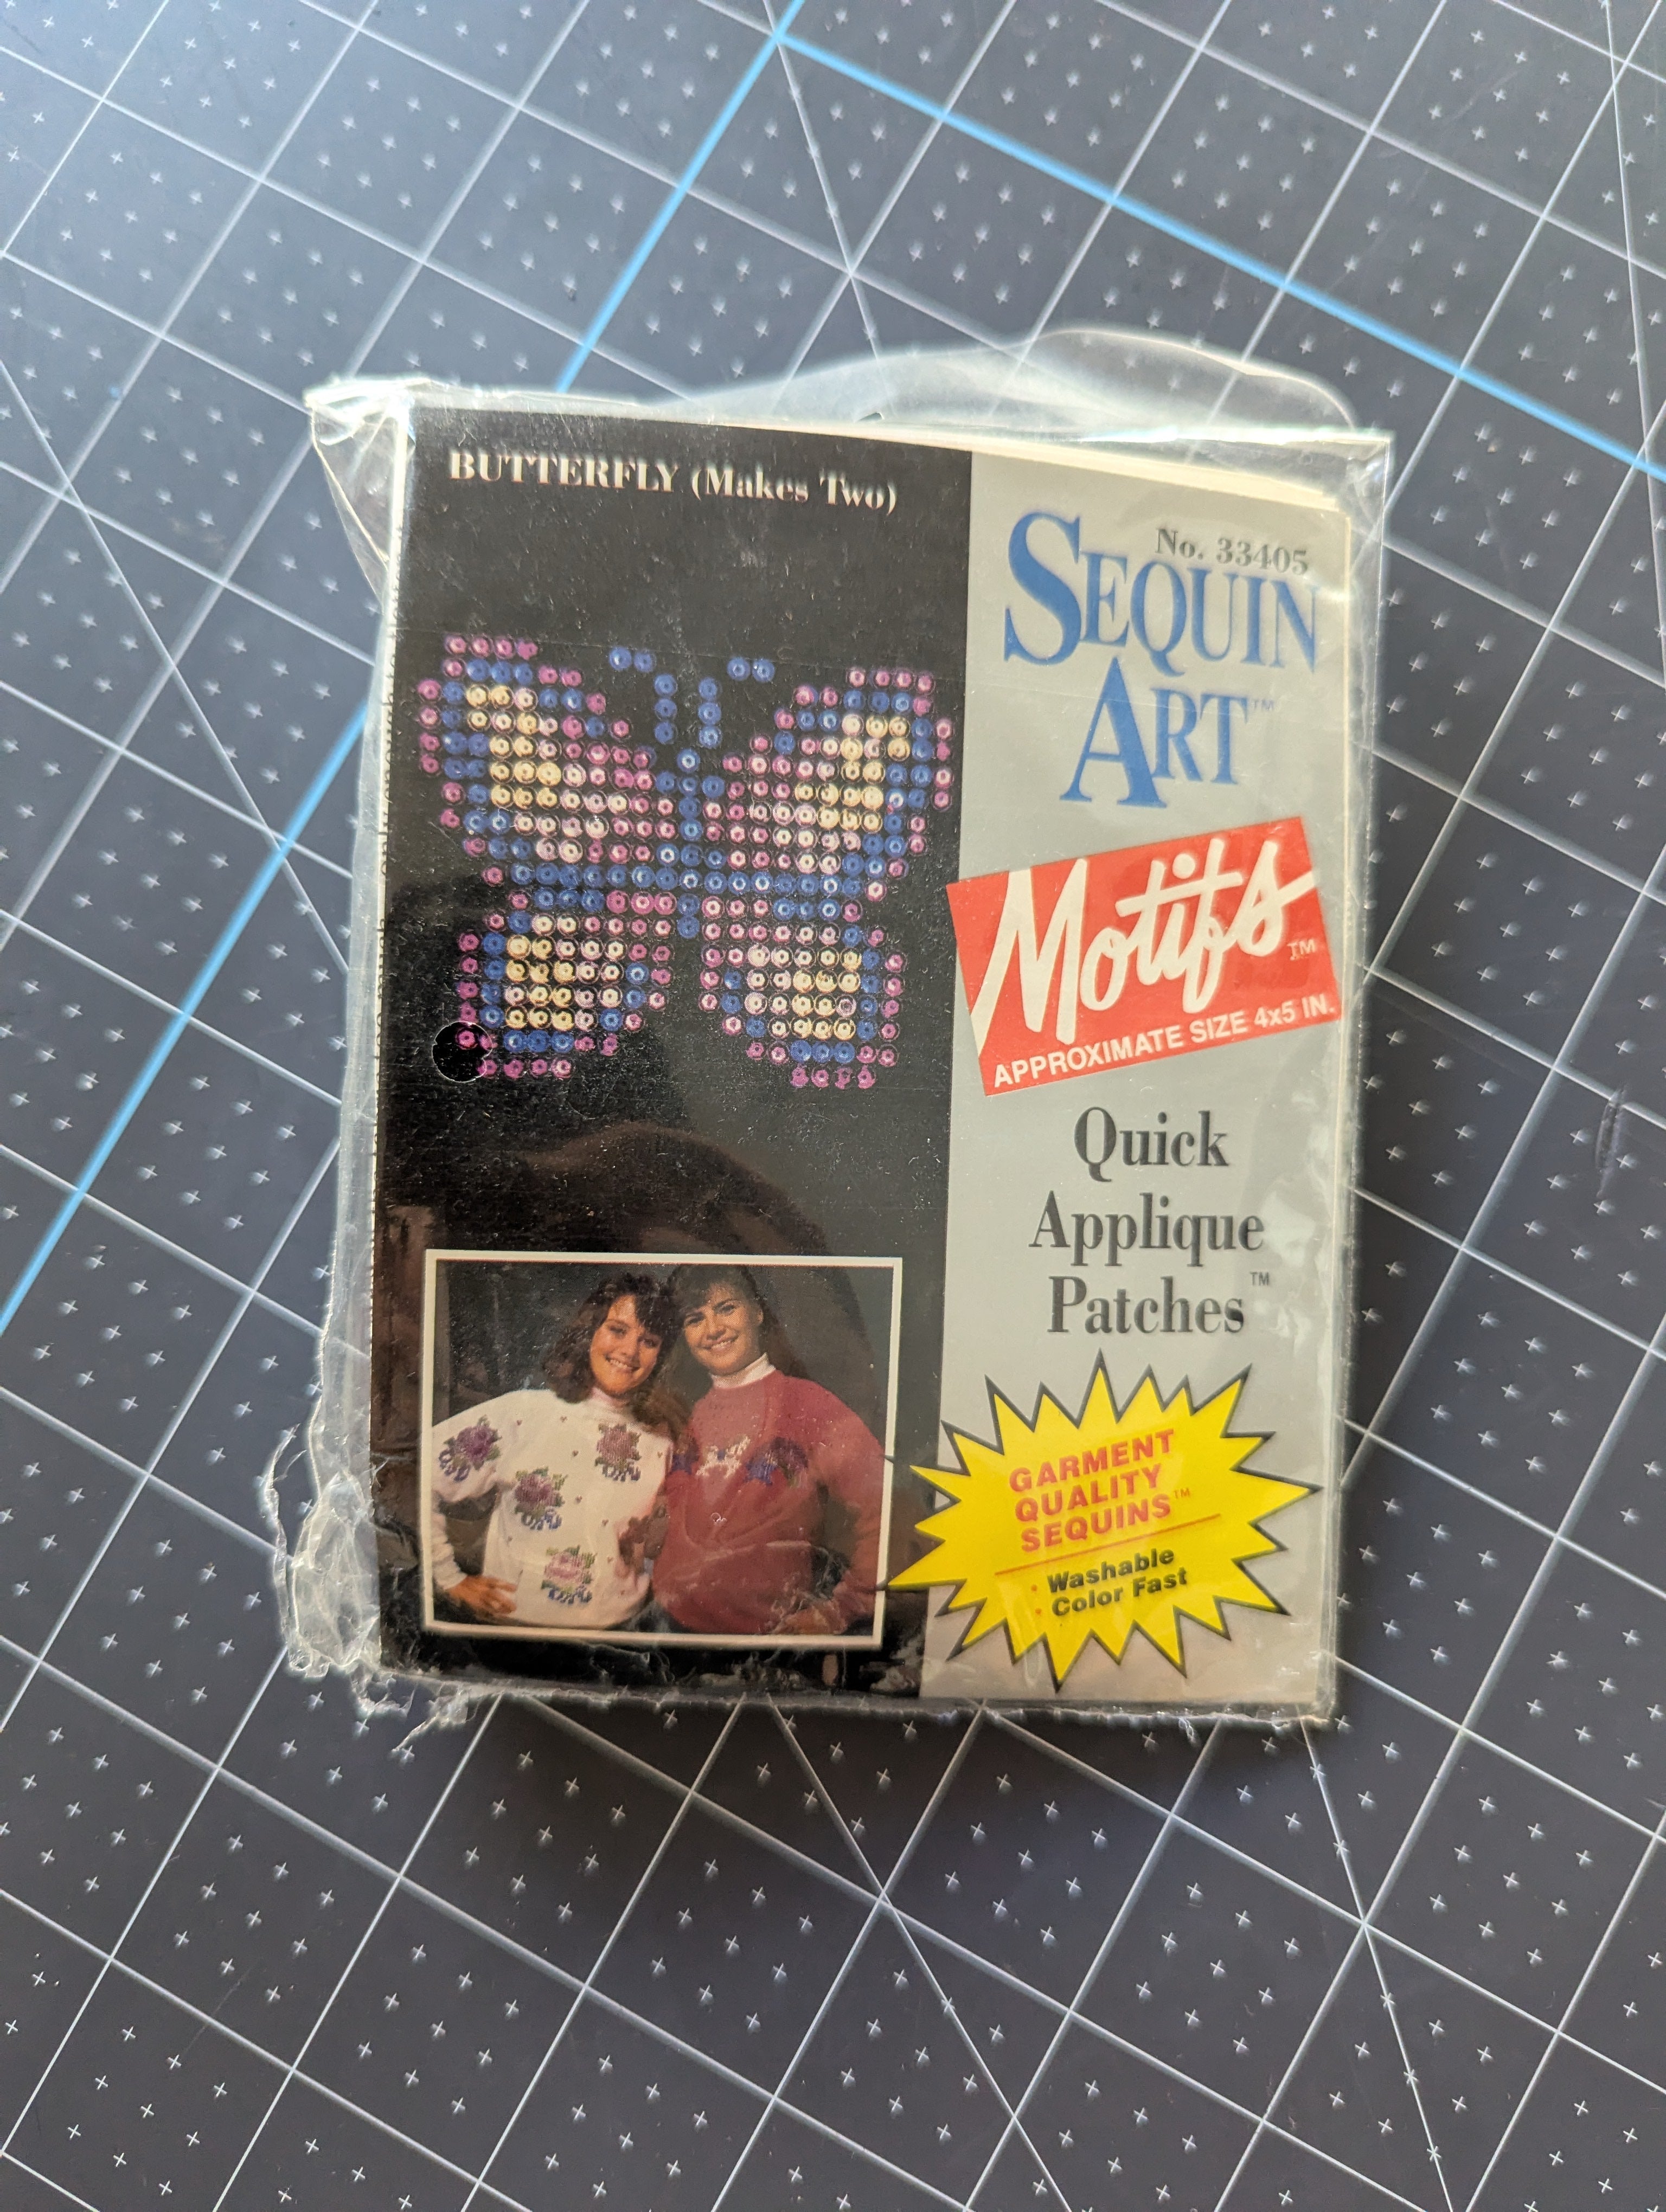 BUTTERFLY (Makes Two)
No. 33405
SEQUIN
ART™
Motifs™
APPROXIMATE SIZE 4x5 IN.
Quick
Applique
Patches™
GARMENT
QUALITY
SEQUINS™
• Washable
• Color Fast